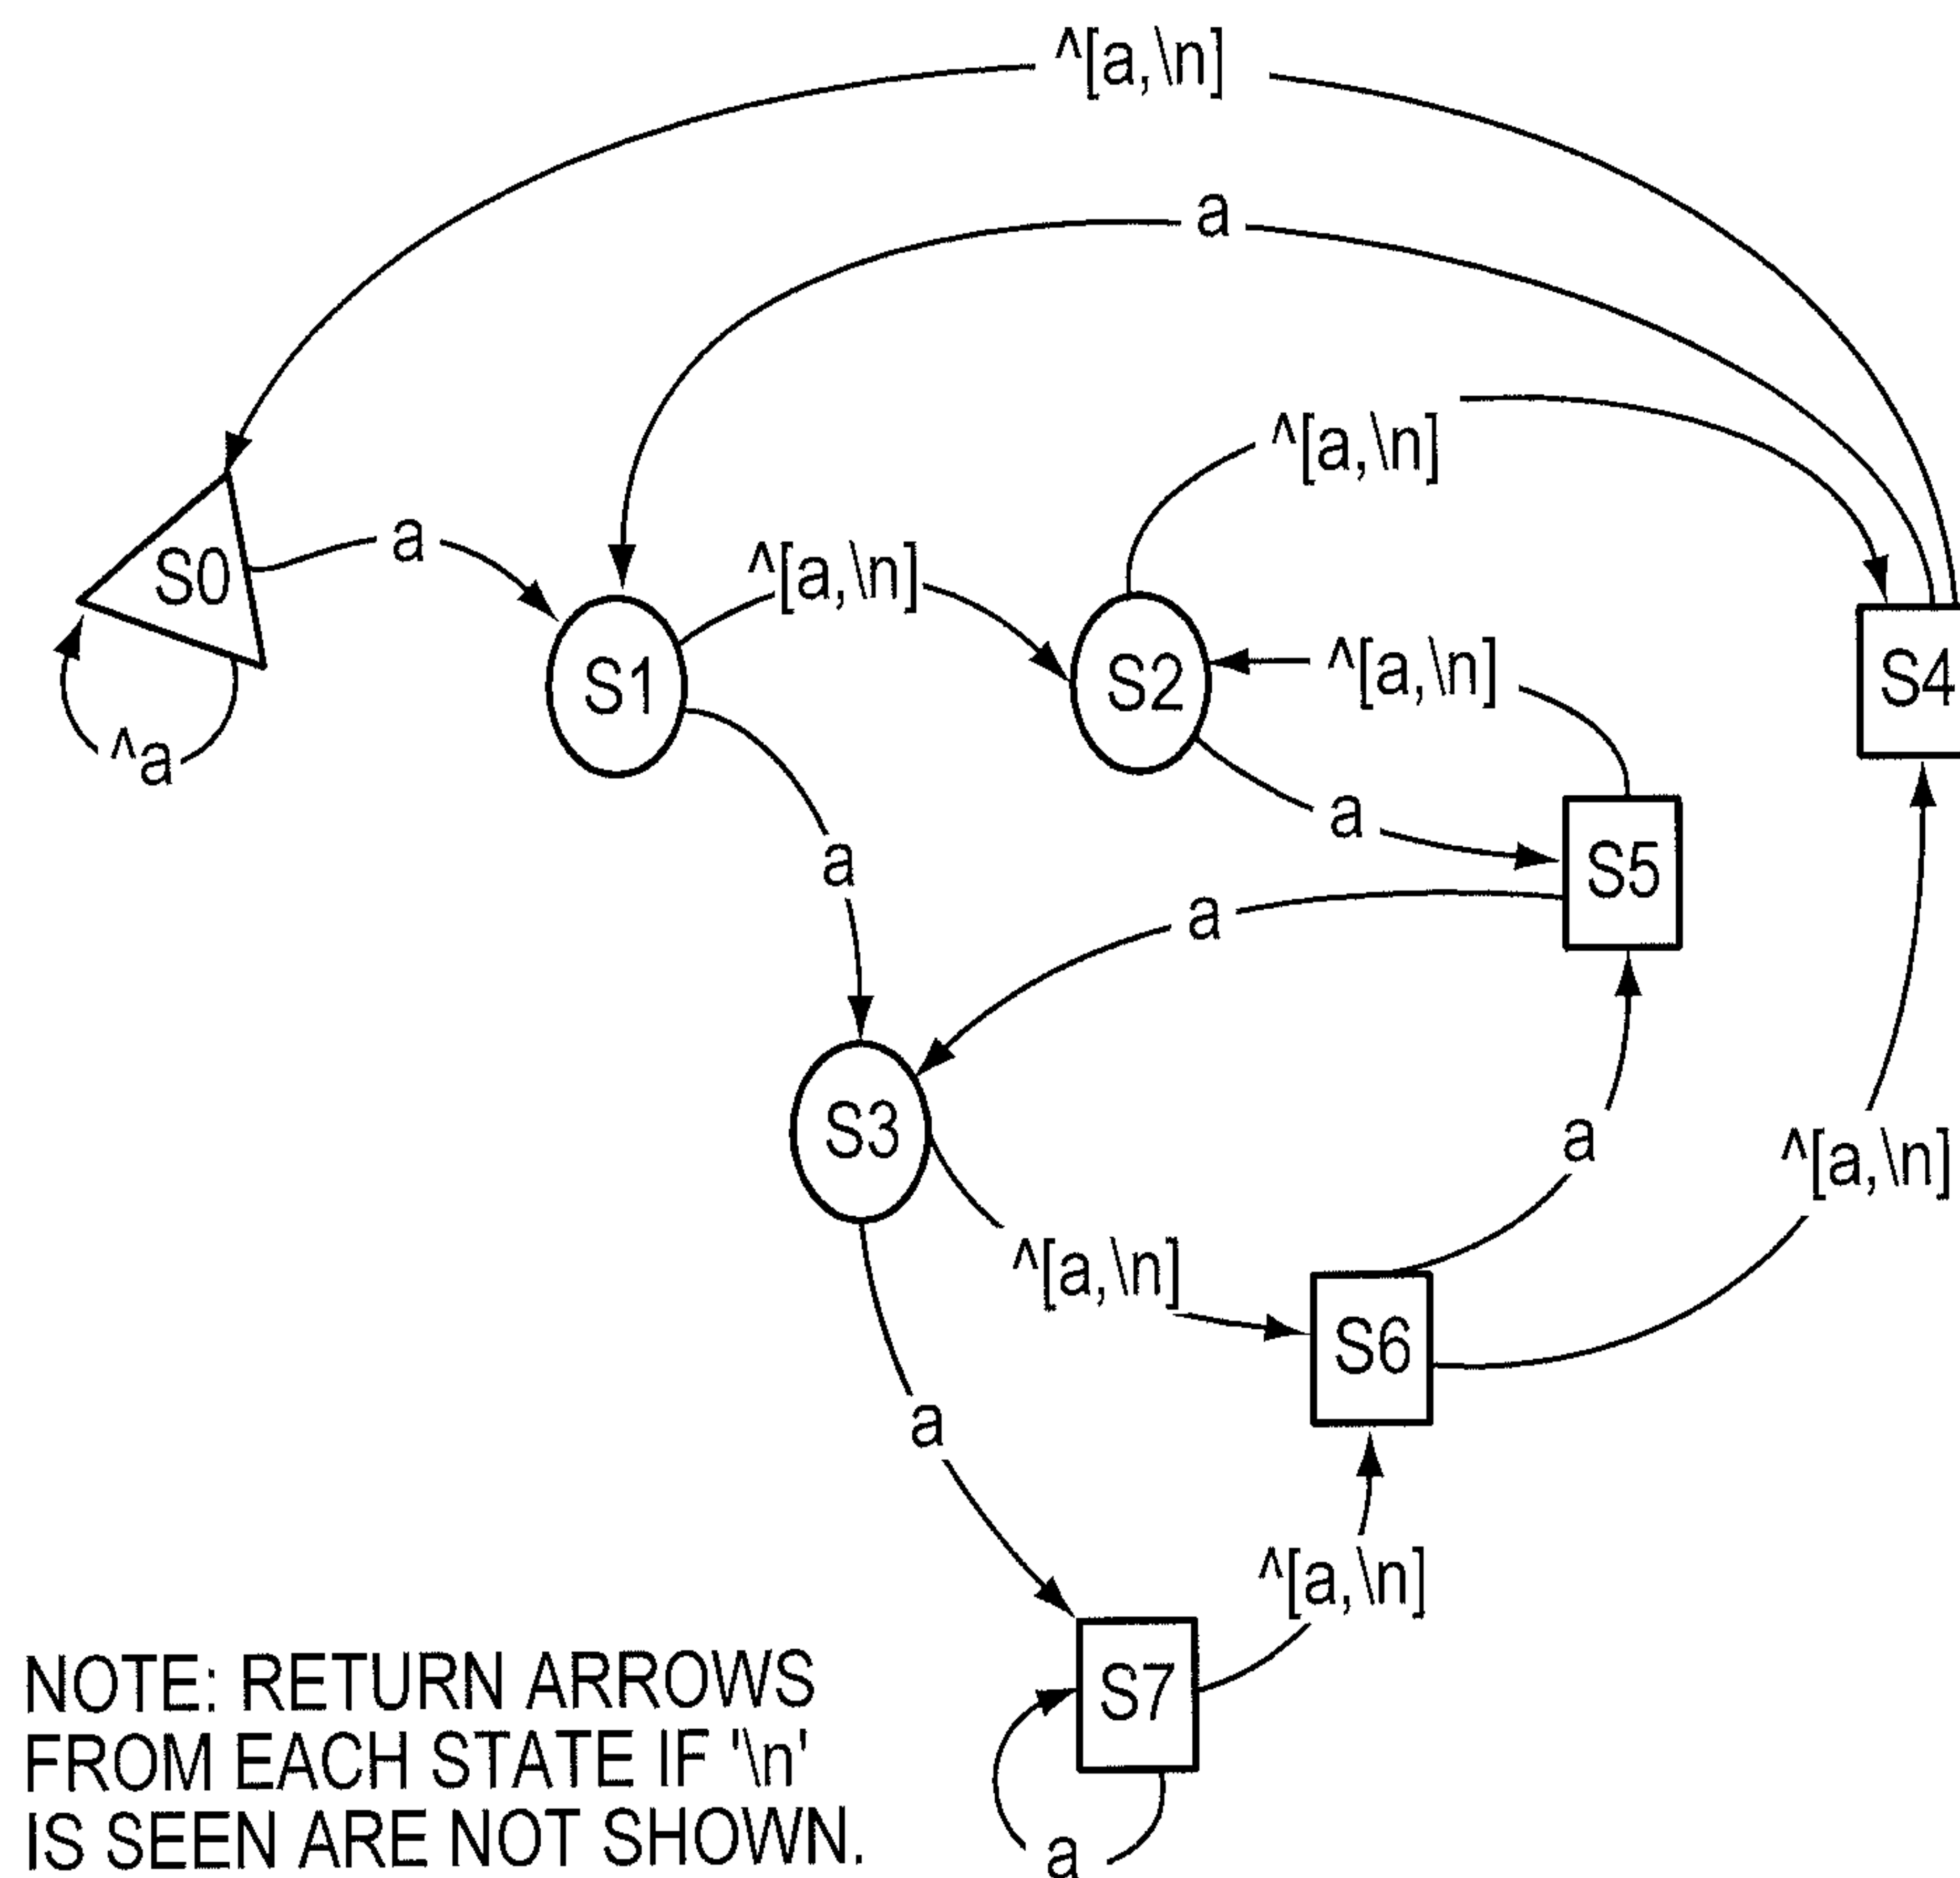 ^[a,\n]
a
^[a,\n]
a
^[a,\n]
S0
^[a,\n]
S1
S2
S4
^a
a
a
S5
a
S3
a
^[a,\n]
^[a,\n]
S6
a
^[a,\n]
S7
a
NOTE: RETURN ARROWS
FROM EACH STATE IF '\n'
IS SEEN ARE NOT SHOWN.